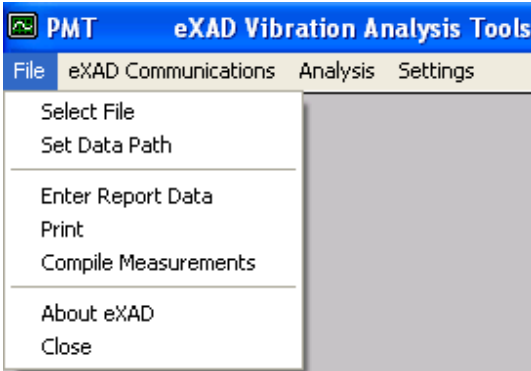 PMT eXAD Vibration Analysis Tools
File eXAD Communications Analysis Settings
Select File
Set Data Path
Enter Report Data
Print
Compile Measurements
About eXAD
Close